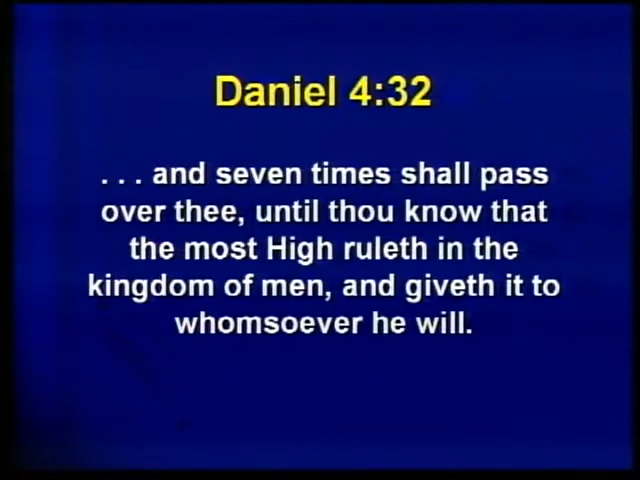 Daniel 4:32
. . . and seven times shall pass
over thee, until thou know that
the most High ruleth in the
kingdom of men, and giveth it to
whomsoever he will.